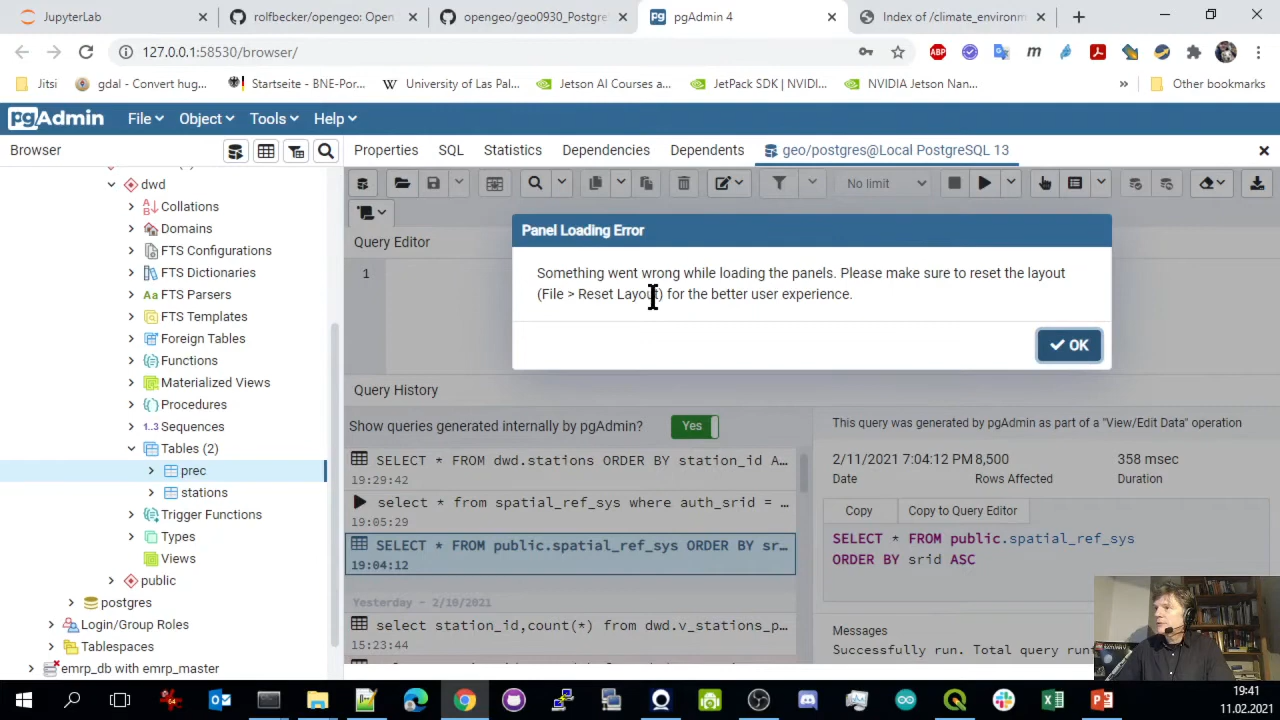 JupyterLab
rolfbecker/opengeo: Open
opengeo/geo0930_Postgre
pgAdmin 4
Index of /climate_environm
127.0.0.1:58530/browser/
ABP
m
Jitsi
gdal - Convert hug...
Startseite - BNE-Por...
University of Las Pal...
Jetson AI Courses a...
JetPack SDK | NVIDI...
NVIDIA Jetson Nan...
»
Other bookmarks
pgAdmin
File
Object
Tools
Help
Browser
Properties
SQL
Statistics
Dependencies
Dependents
geo/postgres@Local PostgreSQL 13
No limit
dwd
Collations
Domains
FTS Configurations
FTS Dictionaries
FTS Parsers
FTS Templates
Foreign Tables
Functions
Materialized Views
Procedures
1..3 Sequences
Tables (2)
prec
stations
Trigger Functions
Types
Views
public
postgres
Login/Group Roles
Tablespaces
emrp_db with emrp_master
Query Editor
1
Panel Loading Error
Something went wrong while loading the panels. Please make sure to reset the layout
(File > Reset Layout) for the better user experience.
OK
Query History
Show queries generated internally by pgAdmin?
Yes
SELECT * FROM dwd.stations ORDER BY station_id A...
19:29:42
select * from spatial_ref_sys where auth_srid = ...
19:05:29
SELECT * FROM public.spatial_ref_sys ORDER BY sr...
19:04:12
Yesterday - 2/10/2021
select station_id,count(*) from dwd.v_stations_p...
15:23:44
This query was generated by pgAdmin as part of a "View/Edit Data" operation
2/11/2021 7:04:12 PM
8,500
358 msec
Date
Rows Affected
Duration
Copy
Copy to Query Editor
SELECT * FROM public.spatial_ref_sys
ORDER BY srid ASC
Messages
Successfully run. Total query run
19:41
11.02.2021